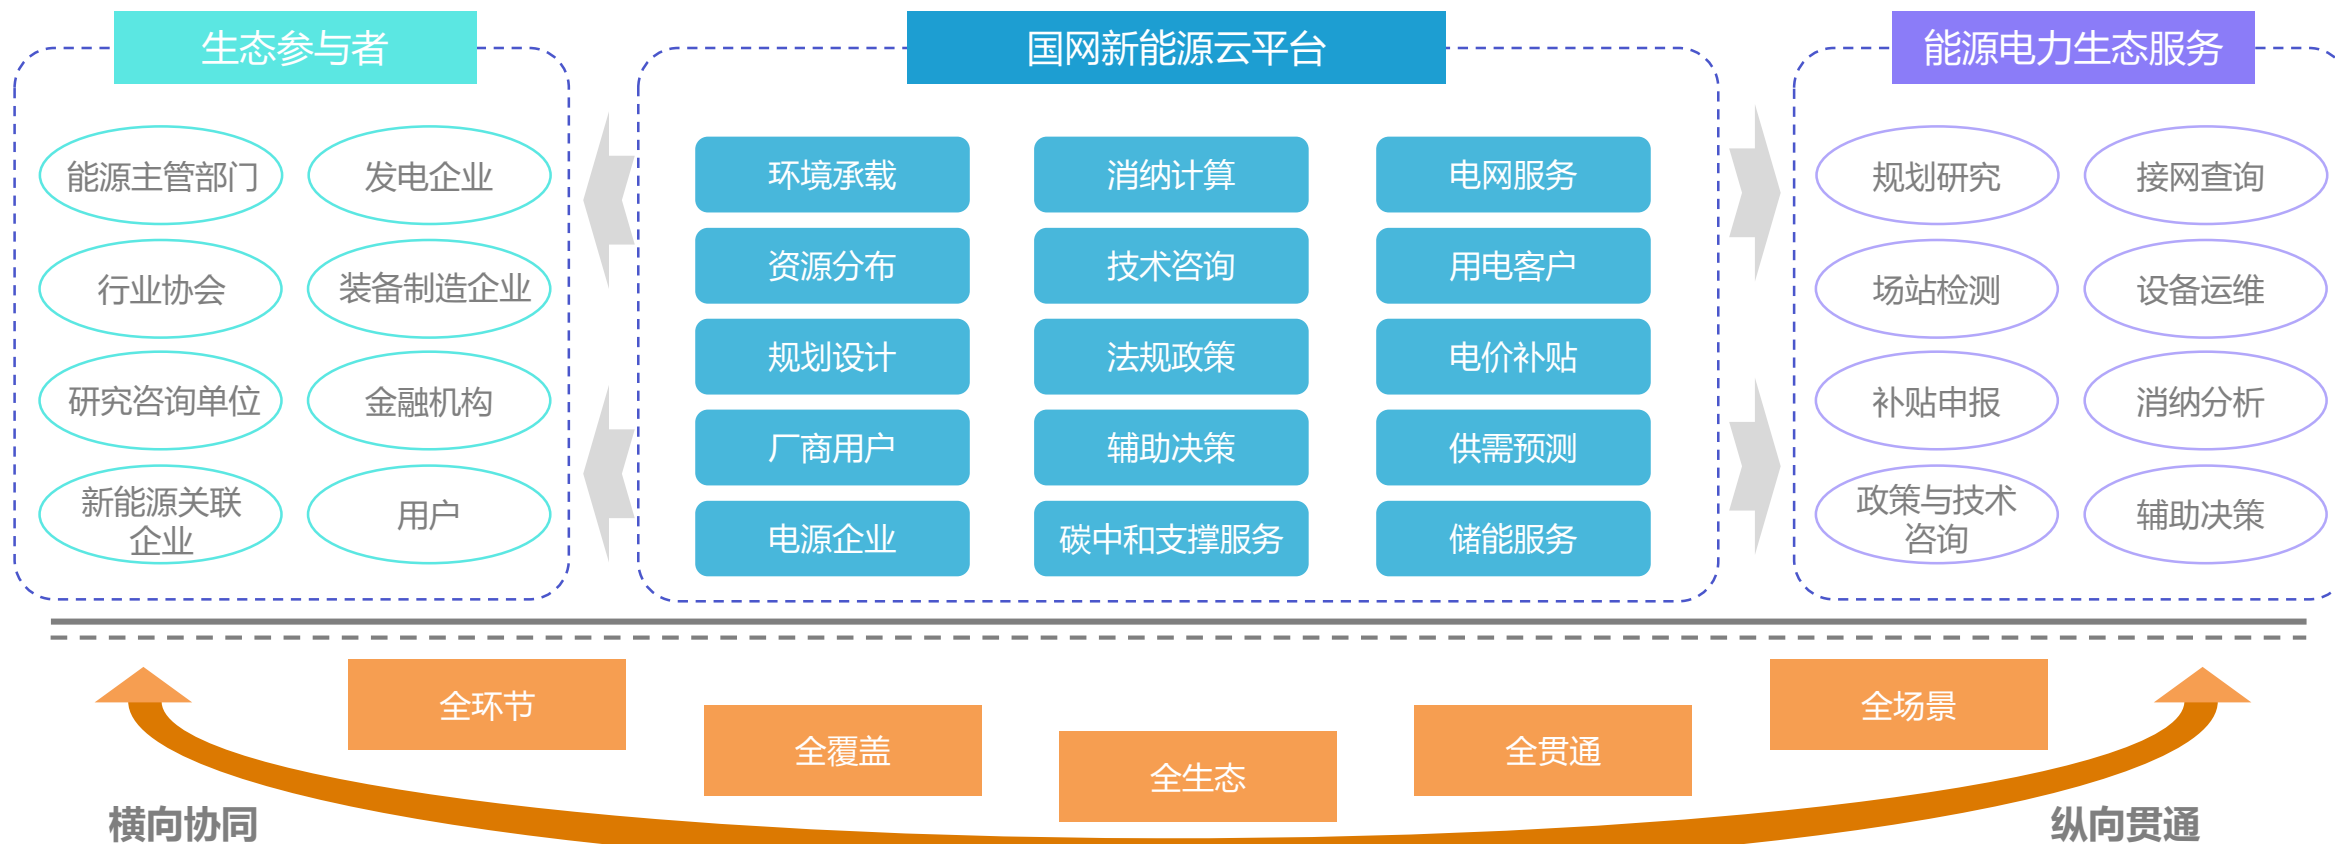 生态参与者
国网新能源云平台
能源电力生态服务
能源主管部门
发电企业
行业协会
装备制造企业
研究咨询单位
金融机构
新能源关联
企业
用户
环境承载
消纳计算
电网服务
资源分布
技术咨询
用电客户
规划设计
法规政策
电价补贴
厂商用户
辅助决策
供需预测
电源企业
碳中和支撑服务
储能服务
规划研究
接网查询
场站检测
设备运维
补贴申报
消纳分析
政策与技术
咨询
辅助决策
全环节
全覆盖
全生态
全贯通
全场景
横向协同
纵向贯通